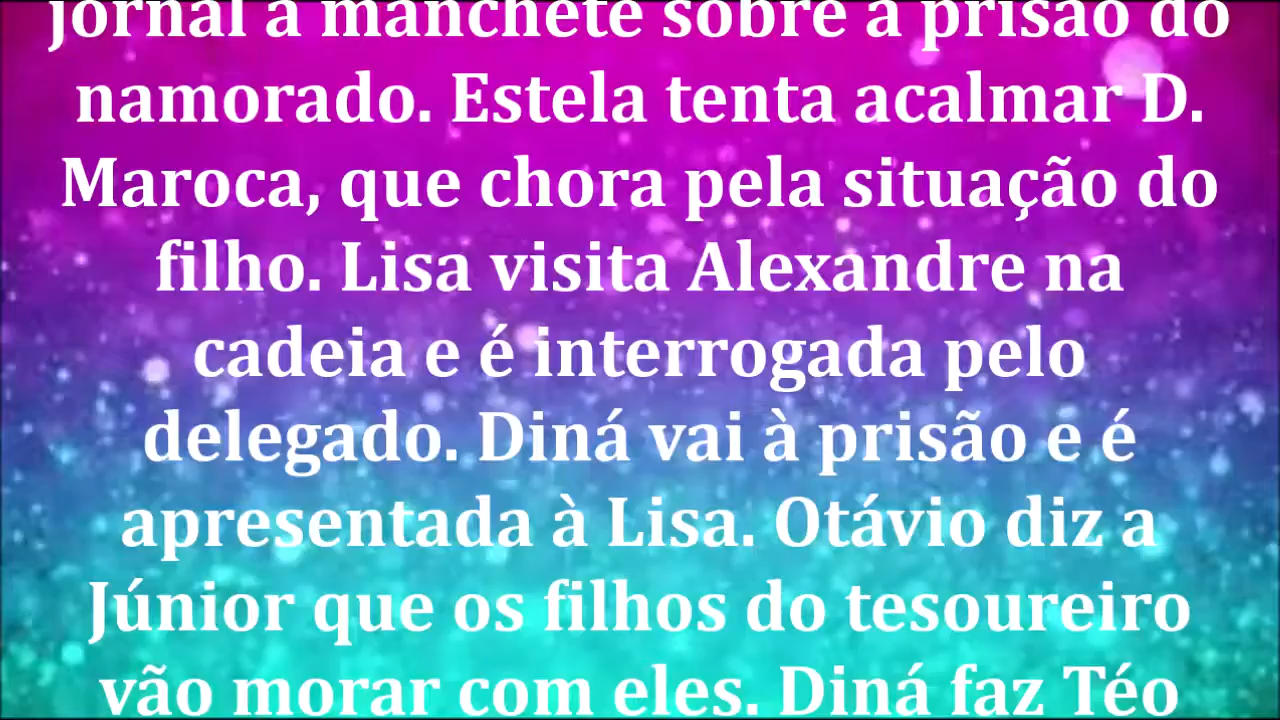 jornal a manchete sobre a prisão do
namorado. Estela tenta acalmar D.
Maroca, que chora pela situação do
filho. Lisa visita Alexandre na
cadeia e é interrogada pelo
delegado. Diná vai à prisão e é
apresentada à Lisa. Otávio diz a
Júnior que os filhos do tesoureiro
vão morar com eles. Diná faz Téo